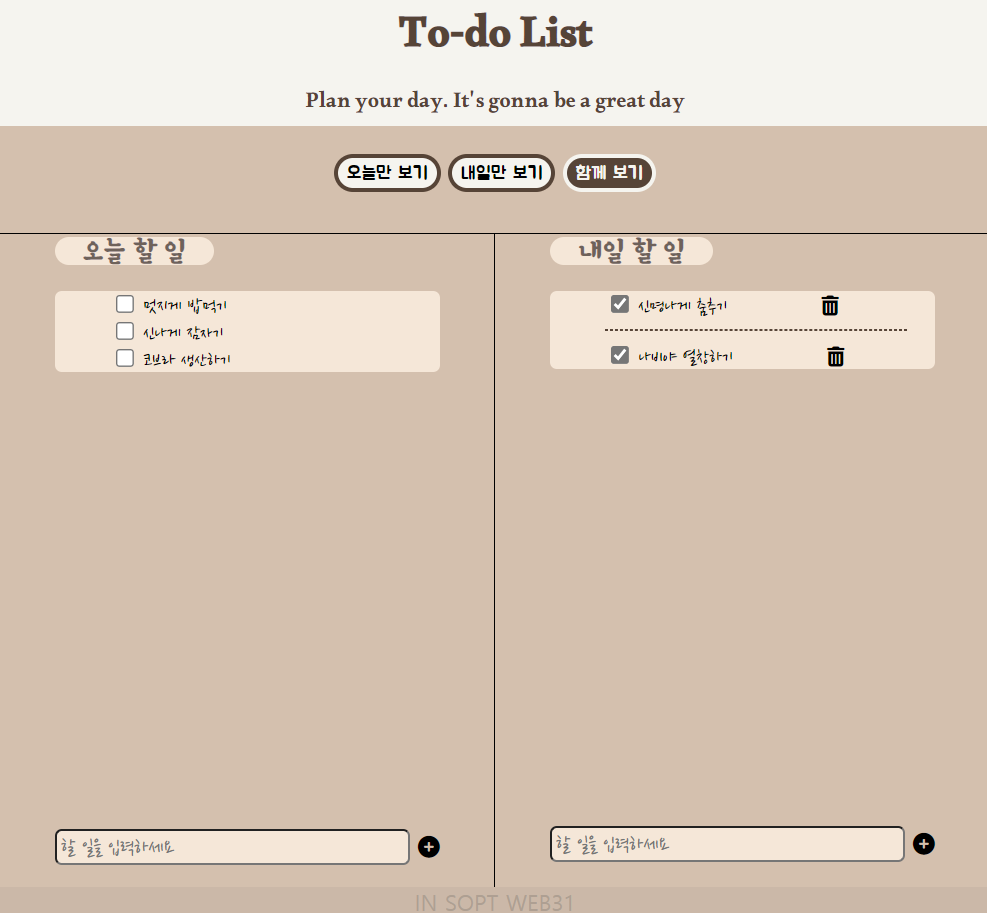 To-do List
Plan your day. It's gonna be a great day
오늘만 보기
내일만 보기
함께 보기
오늘 할 일
멋지게 밥먹기
신나게 잠자기
코브라 생산하기
할 일을 입력하세요
내일 할 일
신명나게 춤추기
나비야 열창하기
할 일을 입력하세요
IN SOPT WEB31